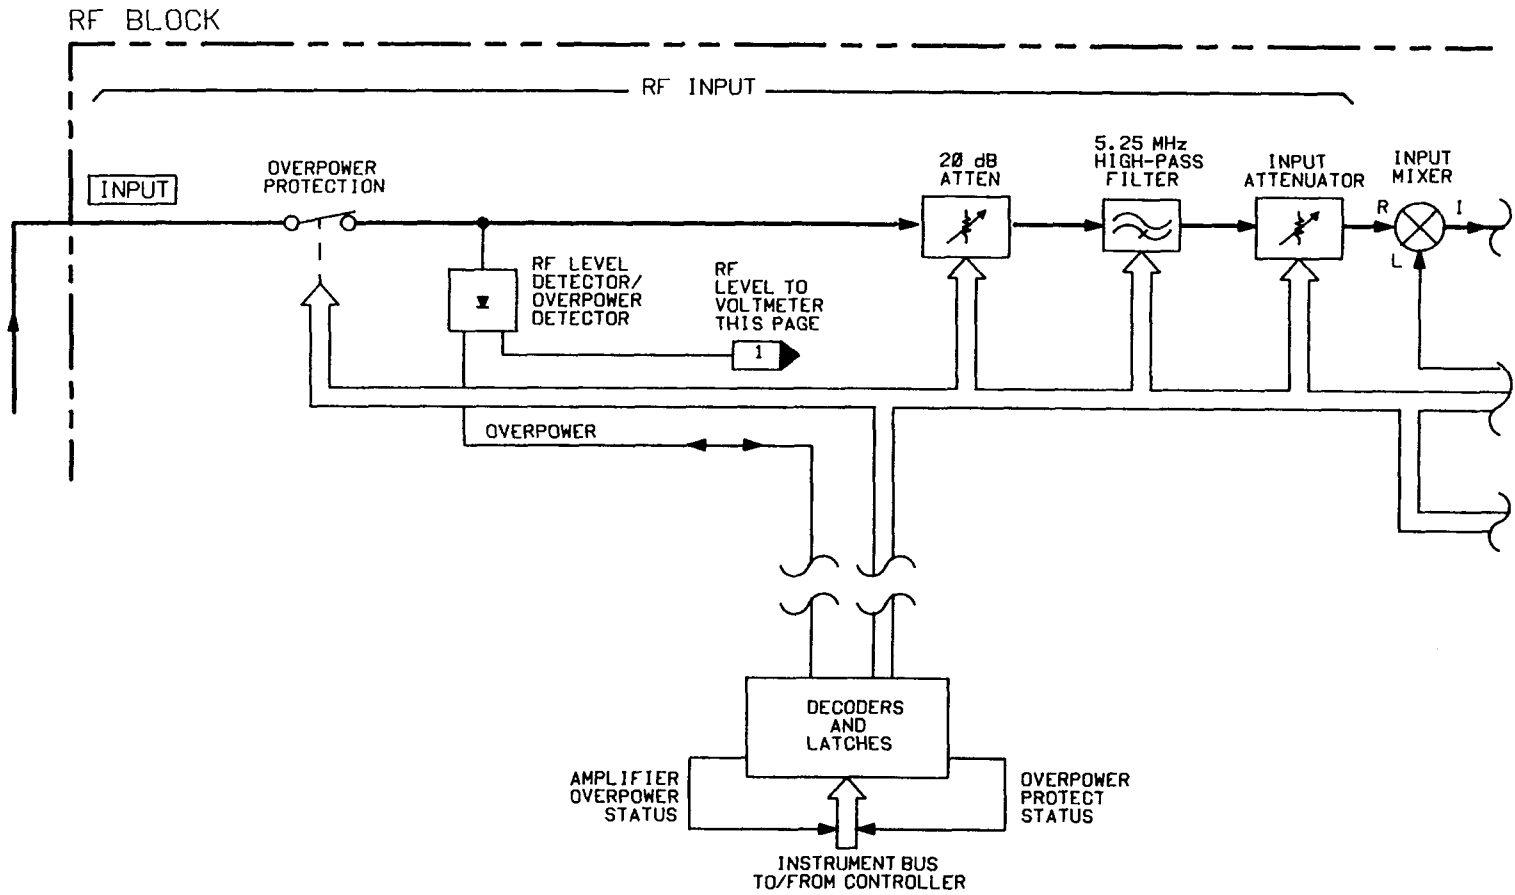 RF BLOCK
RF INPUT
INPUT
OVERPOWER
PROTECTION
20 dB
ATTEN
5.25 MHz
HIGH-PASS
FILTER
INPUT
ATTENUATOR
INPUT
MIXER
R
I
L
RF LEVEL
DETECTOR/
OVERPOWER
DETECTOR
RF
LEVEL TO
VOLTMETER
THIS PAGE
1
OVERPOWER
DECODERS
AND
LATCHES
AMPLIFIER
OVERPOWER
STATUS
OVERPOWER
PROTECT
STATUS
INSTRUMENT BUS
TO/FROM CONTROLLER